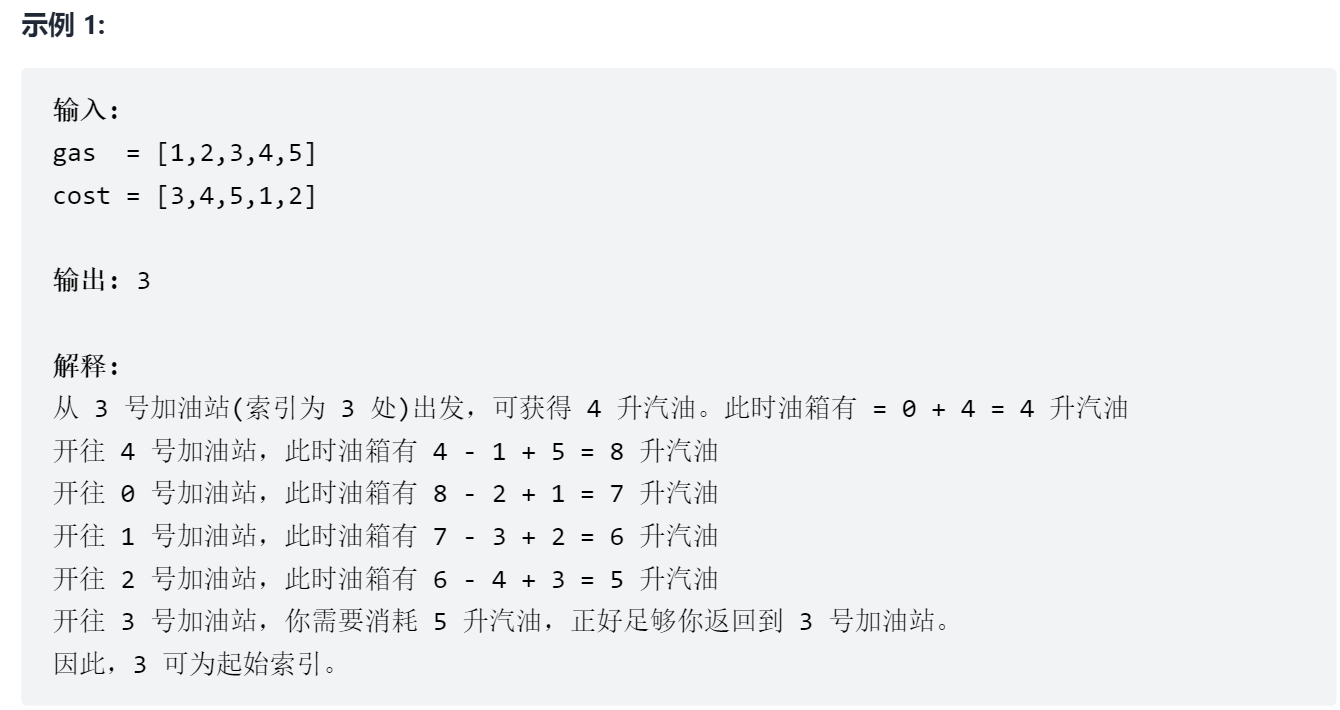 示例 1:
输入:
gas  = [1,2,3,4,5]
cost = [3,4,5,1,2]
输出: 3
解释:
从 3 号加油站(索引为 3 处)出发，可获得 4 升汽油。此时油箱有 = 0 + 4 = 4 升汽油
开往 4 号加油站，此时油箱有 4 - 1 + 5 = 8 升汽油
开往 0 号加油站，此时油箱有 8 - 2 + 1 = 7 升汽油
开往 1 号加油站，此时油箱有 7 - 3 + 2 = 6 升汽油
开往 2 号加油站，此时油箱有 6 - 4 + 3 = 5 升汽油
开往 3 号加油站，你需要消耗 5 升汽油，正好足够你返回到 3 号加油站。
因此，3 可为起始索引。